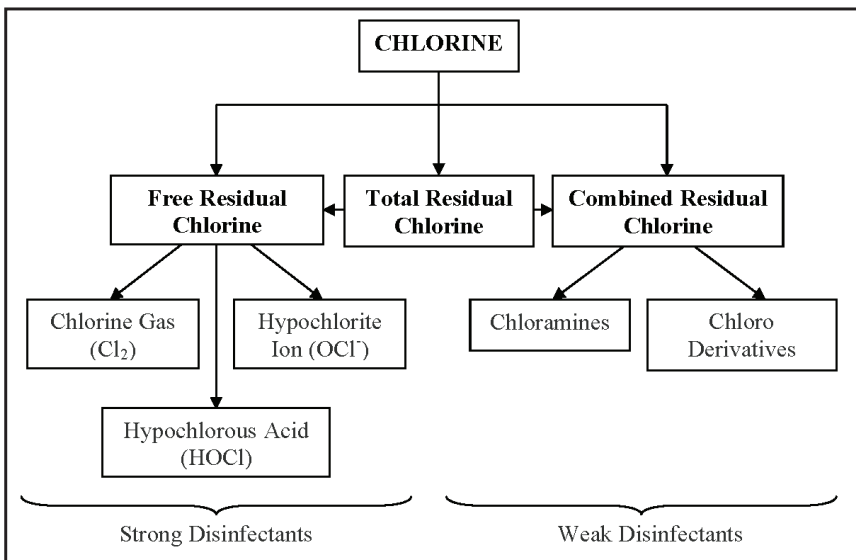 CHLORINE
Free Residual
Chlorine
Total Residual
Chlorine
Combined Residual
Chlorine
Chlorine Gas
(Cl₂)
Hypochlorite
Ion (OCl⁻)
Chloramines
Chloro
Derivatives
Hypochlorous Acid
(HOCl)
Strong Disinfectants
Weak Disinfectants